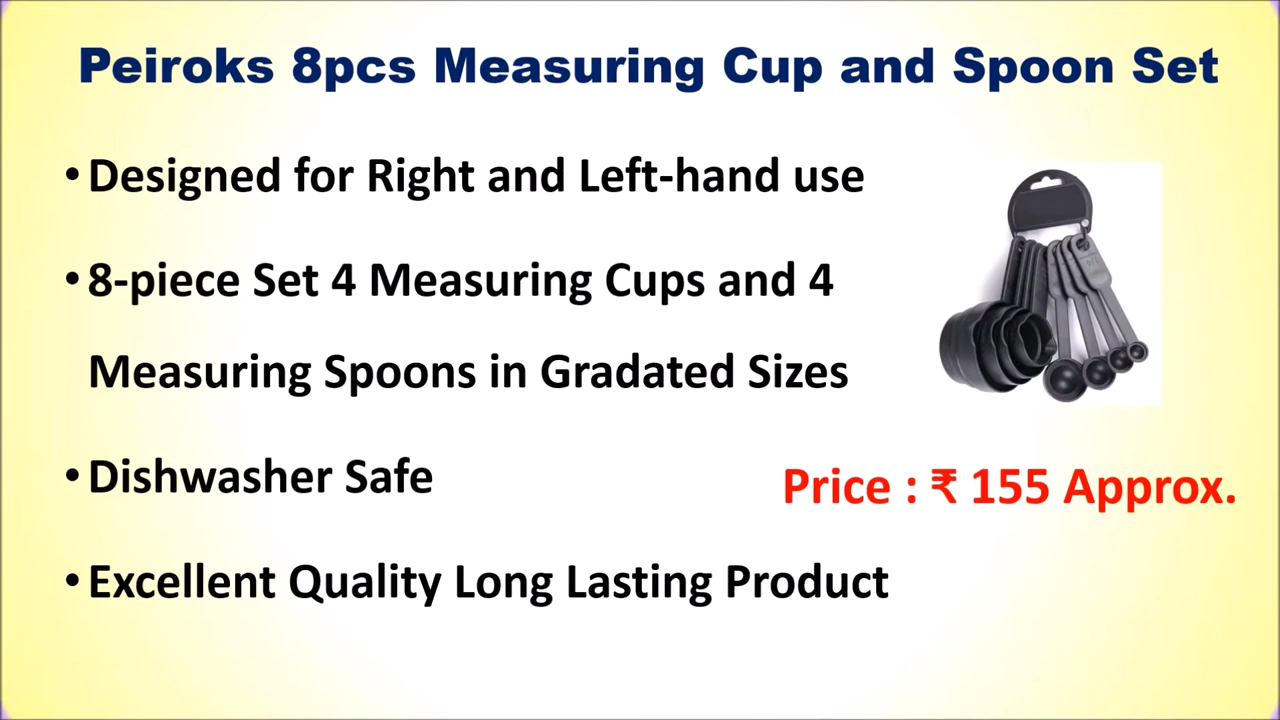 Peiroks 8pcs Measuring Cup and Spoon Set
• Designed for Right and Left-hand use
• 8-piece Set 4 Measuring Cups and 4
Measuring Spoons in Gradated Sizes
• Dishwasher Safe
Price : ₹ 155 Approx.
• Excellent Quality Long Lasting Product